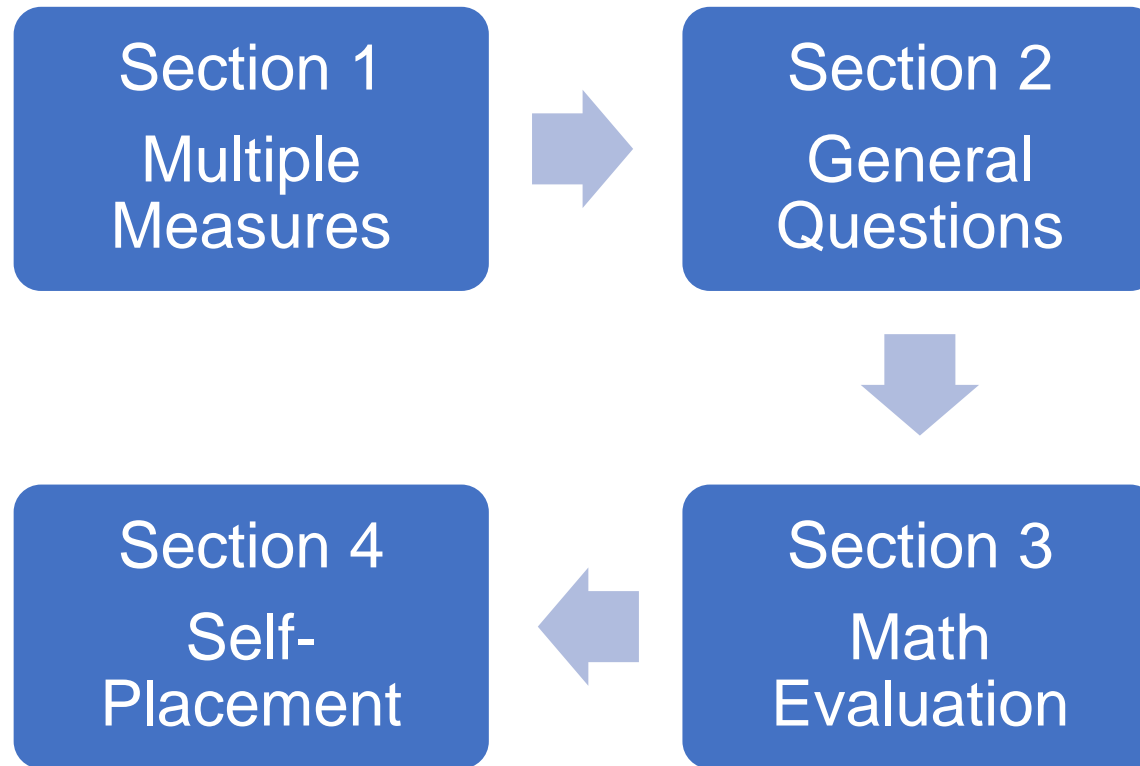 Section 1
Multiple
Measures
Section 2
General
Questions
Section 3
Math
Evaluation
Section 4
Self-
Placement